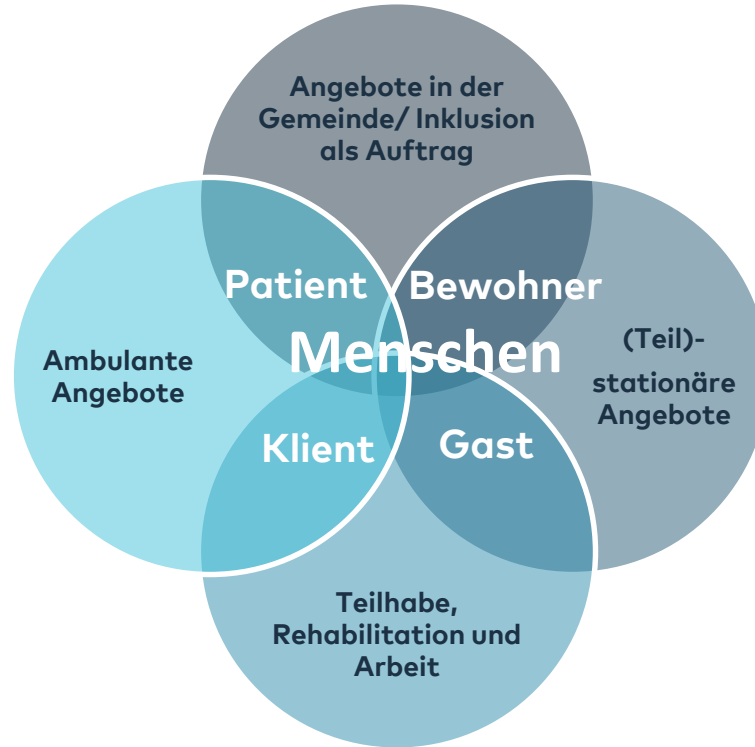 Angebote in der
Gemeinde/ Inklusion
als Auftrag
Patient
Bewohner
Menschen
Ambulante
Angebote
(Teil)-
stationäre
Angebote
Klient
Gast
Teilhabe,
Rehabilitation und
Arbeit